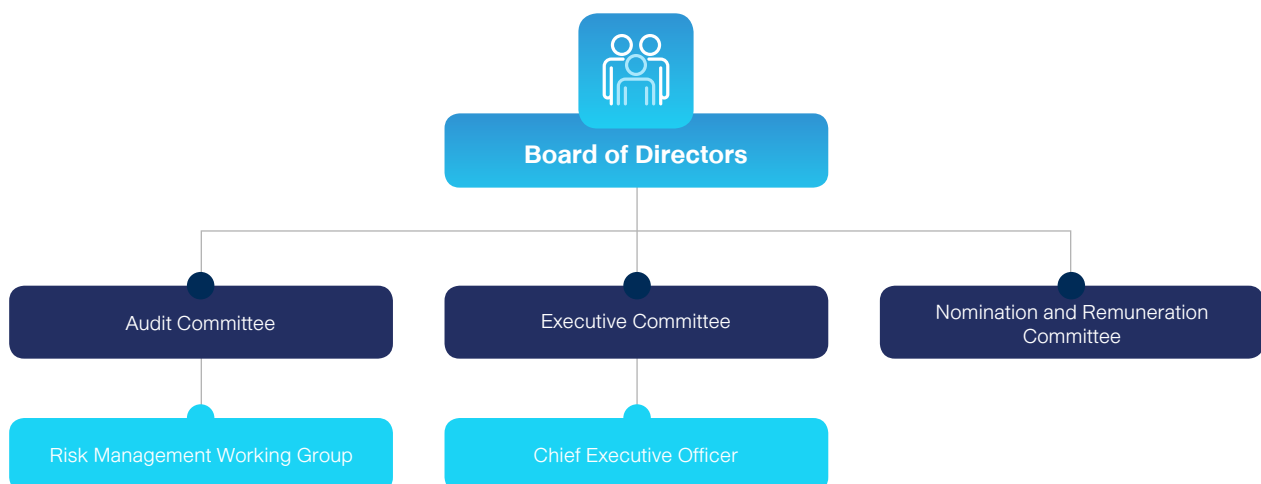 Board of Directors
Audit Committee
Executive Committee
Nomination and Remuneration
Committee
Risk Management Working Group
Chief Executive Officer